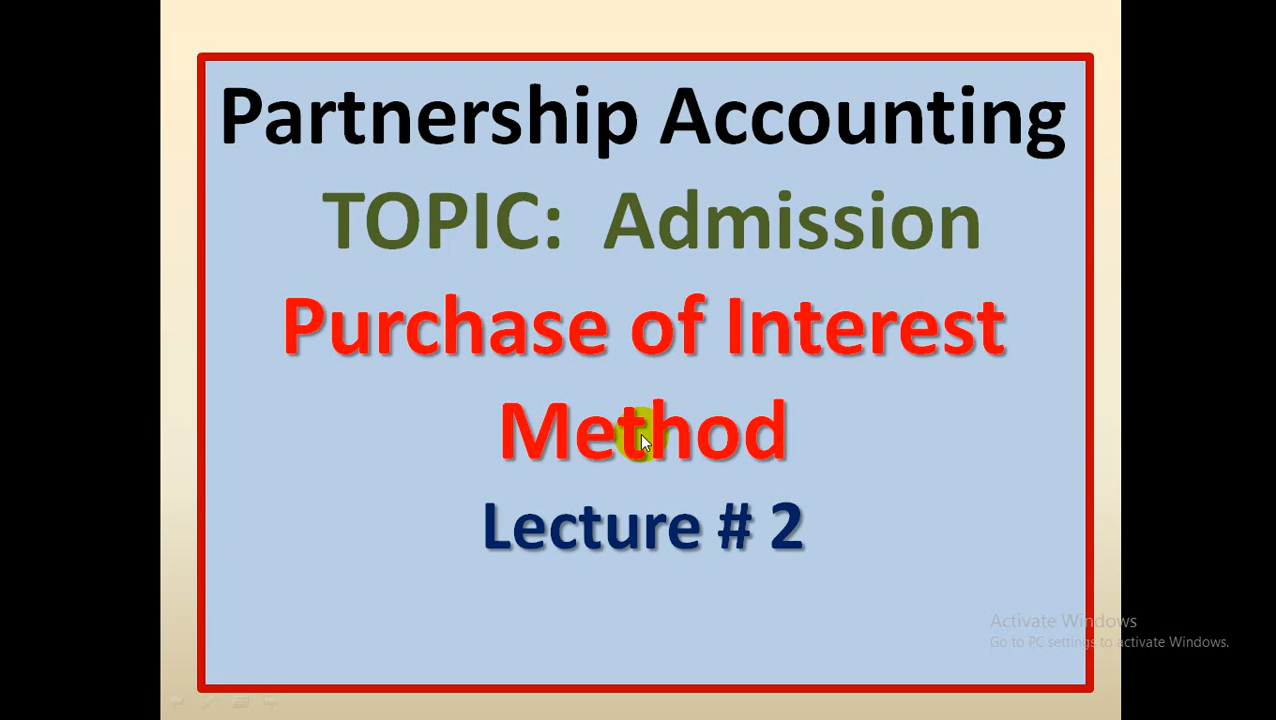 Partnership Accounting
TOPIC: Admission
Purchase of Interest
Method
Lecture # 2
Activate Windows
Go to PC settings to activate Windows.